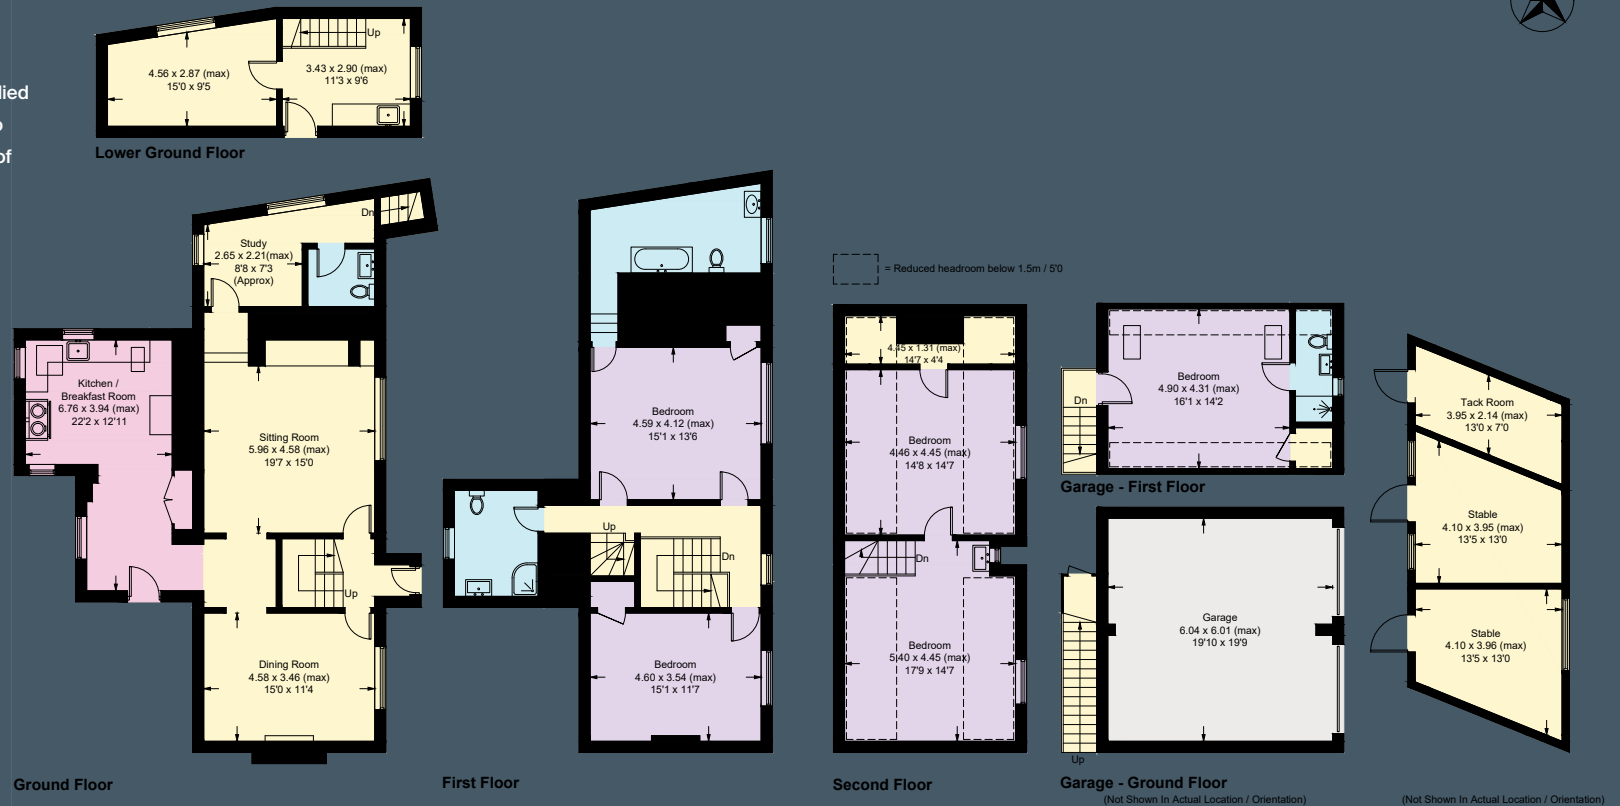 lied
o
of
Up
4.56 x 2.87 (max)
15'0 x 9'5
3.43 x 2.90 (max)
11'3 x 9'6
Lower Ground Floor
Dn
Study
2.65 x 2.21(max)
8'8 x 7'3
(Approx)
Kitchen /
Breakfast Room
6.76 x 3.94 (max)
22'2 x 12'11
Sitting Room
5.96 x 4.58 (max)
19'7 x 15'0
Up
Dining Room
4.58 x 3.46 (max)
15'0 x 11'4
Ground Floor
Bedroom
4.59 x 4.12 (max)
15'1 x 13'6
Up
Dn
Bedroom
4.60 x 3.54 (max)
15'1 x 11'7
First Floor
= Reduced headroom below 1.5m / 5'0
4.45 x 1.31 (max)
14'7 x 4'4
Bedroom
4.46 x 4.45 (max)
14'8 x 14'7
Dn
Bedroom
5.40 x 4.45 (max)
17'9 x 14'7
Second Floor
Bedroom
4.90 x 4.31 (max)
16'1 x 14'2
Dn
Garage - First Floor
Garage
6.04 x 6.01 (max)
19'10 x 19'9
Up
Garage - Ground Floor
(Not Shown In Actual Location / Orientation)
Tack Room
3.95 x 2.14 (max)
13'0 x 7'0
Stable
4.10 x 3.95 (max)
13'5 x 13'0
Stable
4.10 x 3.96 (max)
13'5 x 13'0
(Not Shown In Actual Location / Orientation)